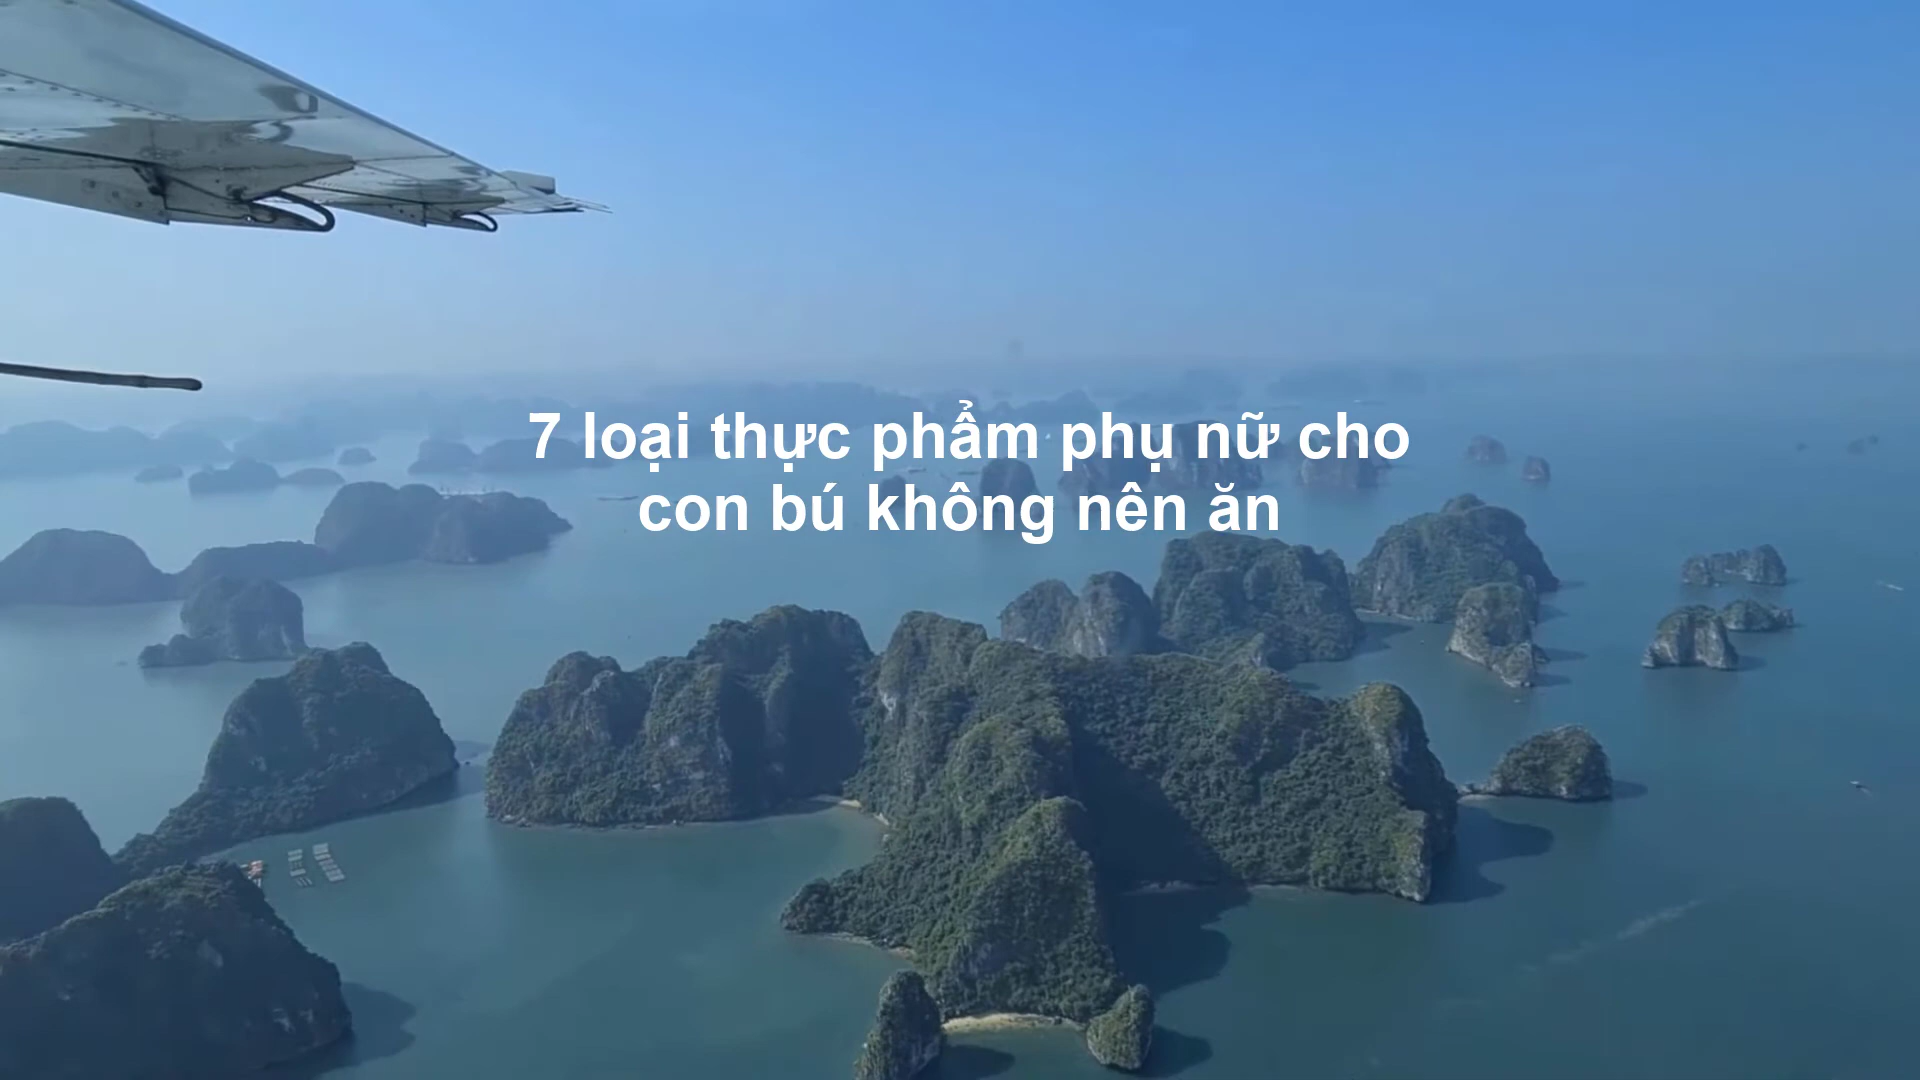 7 loại thực phẩm phụ nữ cho
con bú không nên ăn